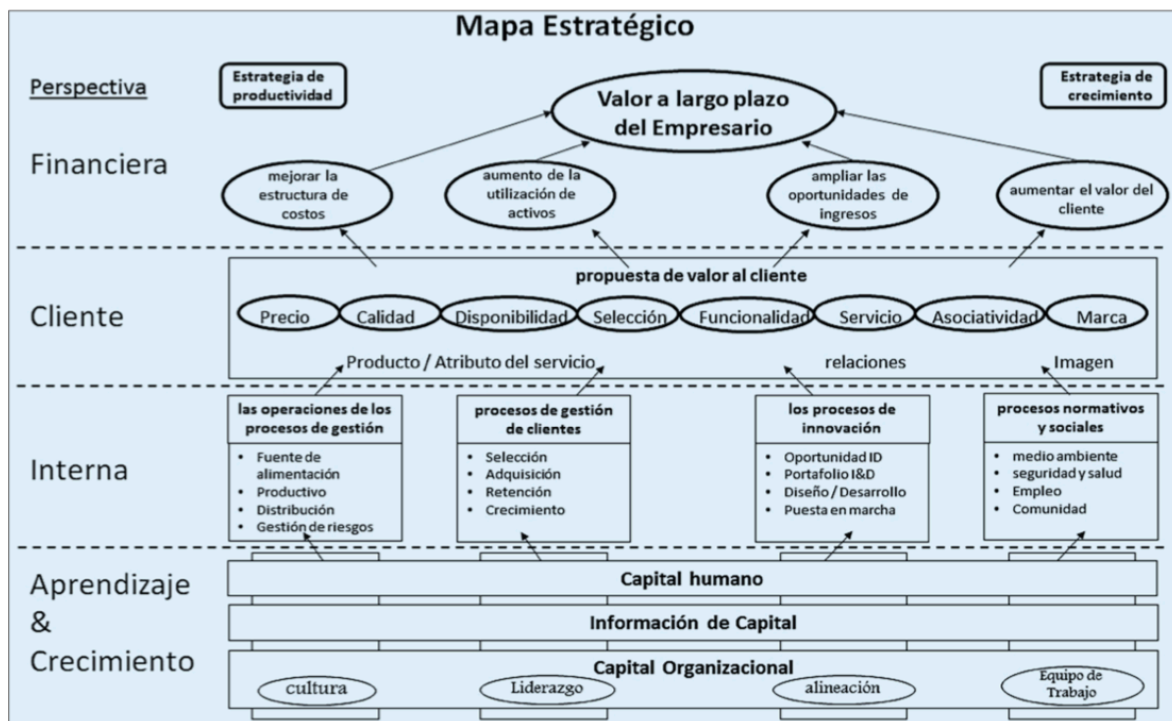 Mapa Estratégico
Perspectiva
Estrategia de
productividad
Estrategia de
crecimiento
Valor a largo plazo
del Empresario
Financiera
mejorar la
estructura de
costos
aumento de la
utilización de
activos
ampliar las
oportunidades de
ingresos
aumentar el valor del
cliente
Cliente
propuesta de valor al cliente
Precio
Calidad
Disponibilidad
Selección
Funcionalidad
Servicio
Asociatividad
Marca
Producto / Atributo del servicio
relaciones
Imagen
Interna
las operaciones de los
procesos de gestión
• Fuente de
alimentación
• Productivo
• Distribución
• Gestión de riesgos
procesos de gestión
de clientes
• Selección
• Adquisición
• Retención
• Crecimiento
los procesos de
innovación
• Oportunidad ID
• Portafolio I&D
• Diseño / Desarrollo
• Puesta en marcha
procesos normativos
y sociales
• medio ambiente
• seguridad y salud
• Empleo
• Comunidad
Aprendizaje
&
Crecimiento
Capital humano
Información de Capital
Capital Organizacional
cultura
Liderazgo
alineación
Equipo de
Trabajo